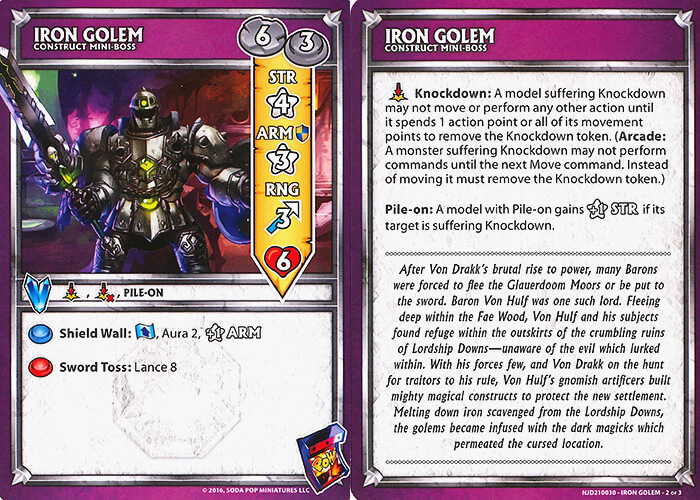 IRON GOLEM
CONSTRUCT MINI-BOSS
6 3
STR
4
ARM
3
RNG
3
6
, , PILE-ON
Shield Wall: , Aura 2, +1 ARM
Sword Toss: Lance 8
POW
© 2016, SODA POP MINIATURES LLC
IRON GOLEM
CONSTRUCT MINI-BOSS
Knockdown: A model suffering Knockdown
may not move or perform any other action until
it spends 1 action point or all of its movement
points to remove the Knockdown token. (Arcade:
A monster suffering Knockdown may not perform
commands until the next Move command. Instead
of moving it must remove the Knockdown token.)
Pile-on: A model with Pile-on gains +1 STR if its
target is suffering Knockdown.
After Von Drakk's brutal rise to power, many Barons
were forced to flee the Glauerdoom Moors or be put to
the sword. Baron Von Hulf was one such lord. Fleeing
deep within the Fae Wood, Von Hulf and his subjects
found refuge within the outskirts of the crumbling ruins
of Lordship Downs—unaware of the evil which lurked
within. With his forces few, and Von Drakk on the hunt
for traitors to his rule, Von Hulf's gnomish artificers built
mighty magical constructs to protect the new settlement.
Melting down iron scavenged from the Lordship Downs,
the golems became infused with the dark magicks which
permeated the cursed location.
NJD210030 - IRON GOLEM - 2 of 3